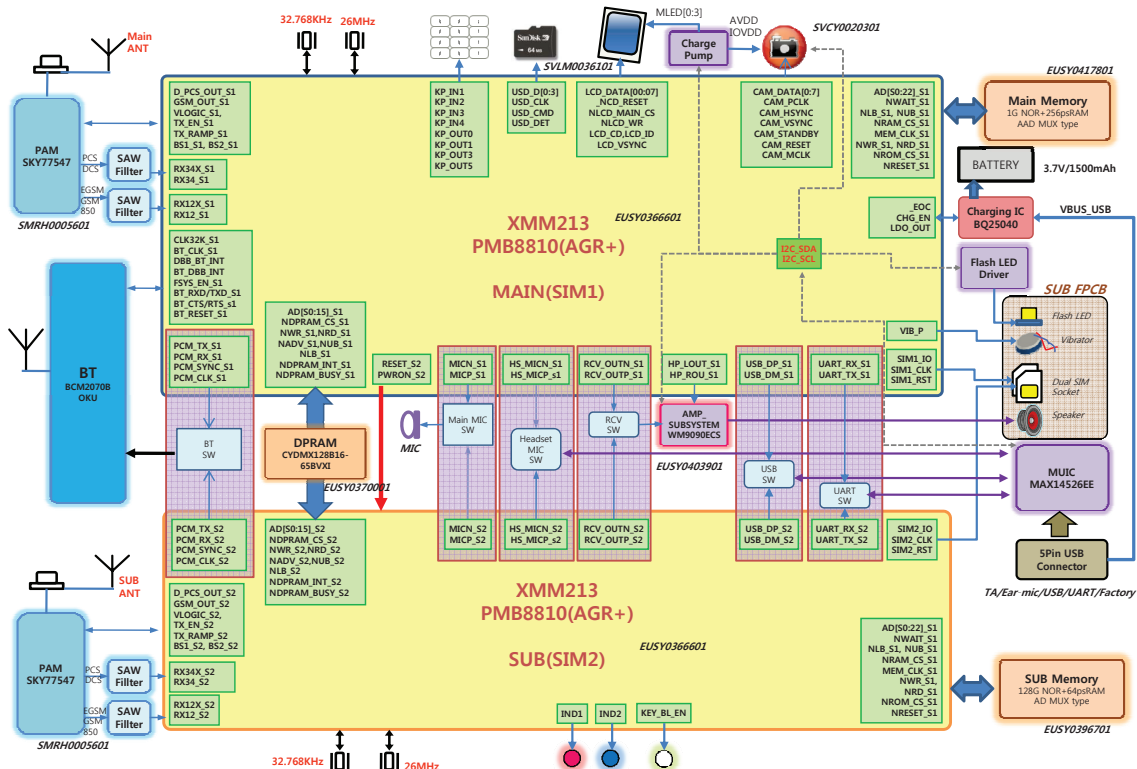 32.768KHz
26MHz
Main
ANT
SanDisk
64 MB
SVLM0036101
MLED[0:3]
Charge
Pump
AVDD
IOVDD
SVCY0020301
EUSY0417801
PAM
SKY77547
PCS
DCS
SAW
Fillter
EGSM
GSM
850
SAW
Fillter
SMRH0005601
D_PCS_OUT_S1
GSM_OUT_S1
VLOGIC_S1,
TX_EN_S1
TX_RAMP_S1
BS1_S1, BS2_S1
RX34X_S1
RX34_S1
RX12X_S1
RX12_S1
CLK32K_S1
BT_CLK_S1
DBB_BT_INT
BT_DBB_INT
FSYS_EN_S1
BT_RXD/TXD_S1
BT_CTS/RTS_s1
BT_RESET_S1
KP_IN1
KP_IN2
KP_IN3
KP_IN4
KP_OUT0
KP_OUT1
KP_OUT3
KP_OUT5
USD_D[0:3]
USD_CLK
USD_CMD
USD_DET
LCD_DATA[00:07]
_NCD_RESET
NLCD_MAIN_CS
NLCD_WR
LCD_CD,LCD_ID
LCD_VSYNC
CAM_DATA[0:7]
CAM_PCLK
CAM_HSYNC
CAM_VSYNC
CAM_STANDBY
CAM_RESET
CAM_MCLK
AD[S0:22]_S1
NWAIT_S1
NLB_S1, NUB_S1
NRAM_CS_S1
MEM_CLK_S1
NWR_S1, NRD_S1
NROM_CS_S1
NRESET_S1
Main Memory
1G NOR+256psRAM
AAD MUX type
BATTERY
3.7V/1500mAh
_EOC
CHG_EN
LDO_OUT
Charging IC
BQ25040
VBUS_USB
XMM213
PMB8810(AGR+)
EUSY0366601
MAIN(SIM1)
I2C_SDA
I2C_SCL
Flash LED
Driver
SUB FPCB
Flash LED
Vibrator
Dual SIM
Socket
Speaker
VIB_P
SIM1_IO
SIM1_CLK
SIM1_RST
BT
BCM2070B
OKU
PCM_TX_S1
PCM_RX_S1
PCM_SYNC_S1
PCM_CLK_S1
AD[S0:15]_S1
NDPRAM_CS_S1
NWR_S1,NRD_S1
NADV_S1,NUB_S1
NLB_S1
NDPRAM_INT_S1
NDPRAM_BUSY_S1
RESET_S2
PWRON_S2
MICN_S1
MICP_S1
HS_MICN_S1
HS_MICP_s1
RCV_OUTN_S1
RCV_OUTP_S1
HP_LOUT_S1
HP_ROU_S1
USB_DP_S1
USB_DM_S1
UART_RX_S1
UART_TX_S1
BT
SW
DPRAM
CYDMX128B16-
65BVXI
EUSY0370001
MIC
Main MIC
SW
Headset
MIC
SW
RCV
SW
AMP_
SUBSYSTEM
WM9090ECS
EUSY0403901
USB
SW
UART
SW
MUIC
MAX14526EE
5Pin USB
Connector
TA/Ear-mic/USB/UART/Factory
PCM_TX_S2
PCM_RX_S2
PCM_SYNC_S2
PCM_CLK_S2
AD[S0:15]_S2
NDPRAM_CS_S2
NWR_S2,NRD_S2
NADV_S2,NUB_S2
NLB_S2
NDPRAM_INT_S2
NDPRAM_BUSY_S2
MICN_S2
MICP_S2
HS_MICN_S2
HS_MICP_s2
RCV_OUTN_S2
RCV_OUTP_S2
USB_DP_S2
USB_DM_S2
UART_RX_S2
UART_TX_S2
SIM2_IO
SIM2_CLK
SIM2_RST
SUB
ANT
D_PCS_OUT_S2
GSM_OUT_S2
VLOGIC_S2,
TX_EN_S2
TX_RAMP_S2
BS1_S2, BS2_S2
RX34X_S2
RX34_S2
RX12X_S2
RX12_S2
PAM
SKY77547
PCS
DCS
SAW
Fillter
EGSM
GSM
850
SAW
Fillter
SMRH0005601
XMM213
PMB8810(AGR+)
SUB(SIM2)
EUSY0366601
AD[S0:22]_S1
NWAIT_S1
NLB_S1, NUB_S1
NRAM_CS_S1
MEM_CLK_S1
NWR_S1,
NRD_S1
NROM_CS_S1
NRESET_S1
SUB Memory
128G NOR+64psRAM
AD MUX type
EUSY0396701
IND1
IND2
KEY_BL_EN
32.768KHz
26MHz